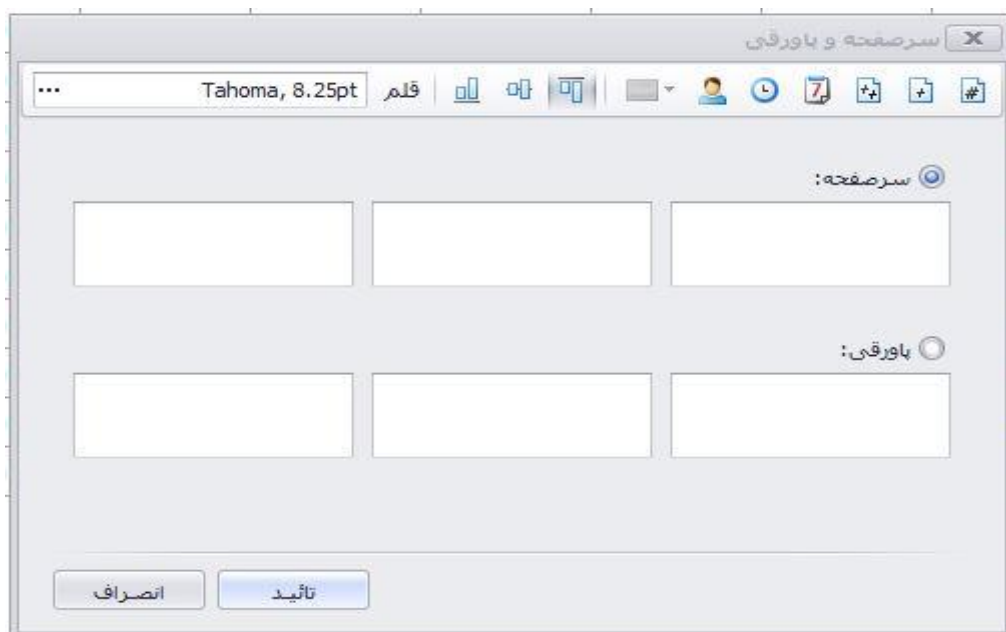 سرصفحه و پاورقی
قلم Tahoma, 8.25pt ...
سرصفحه:
پاورقی:
تائید انصراف